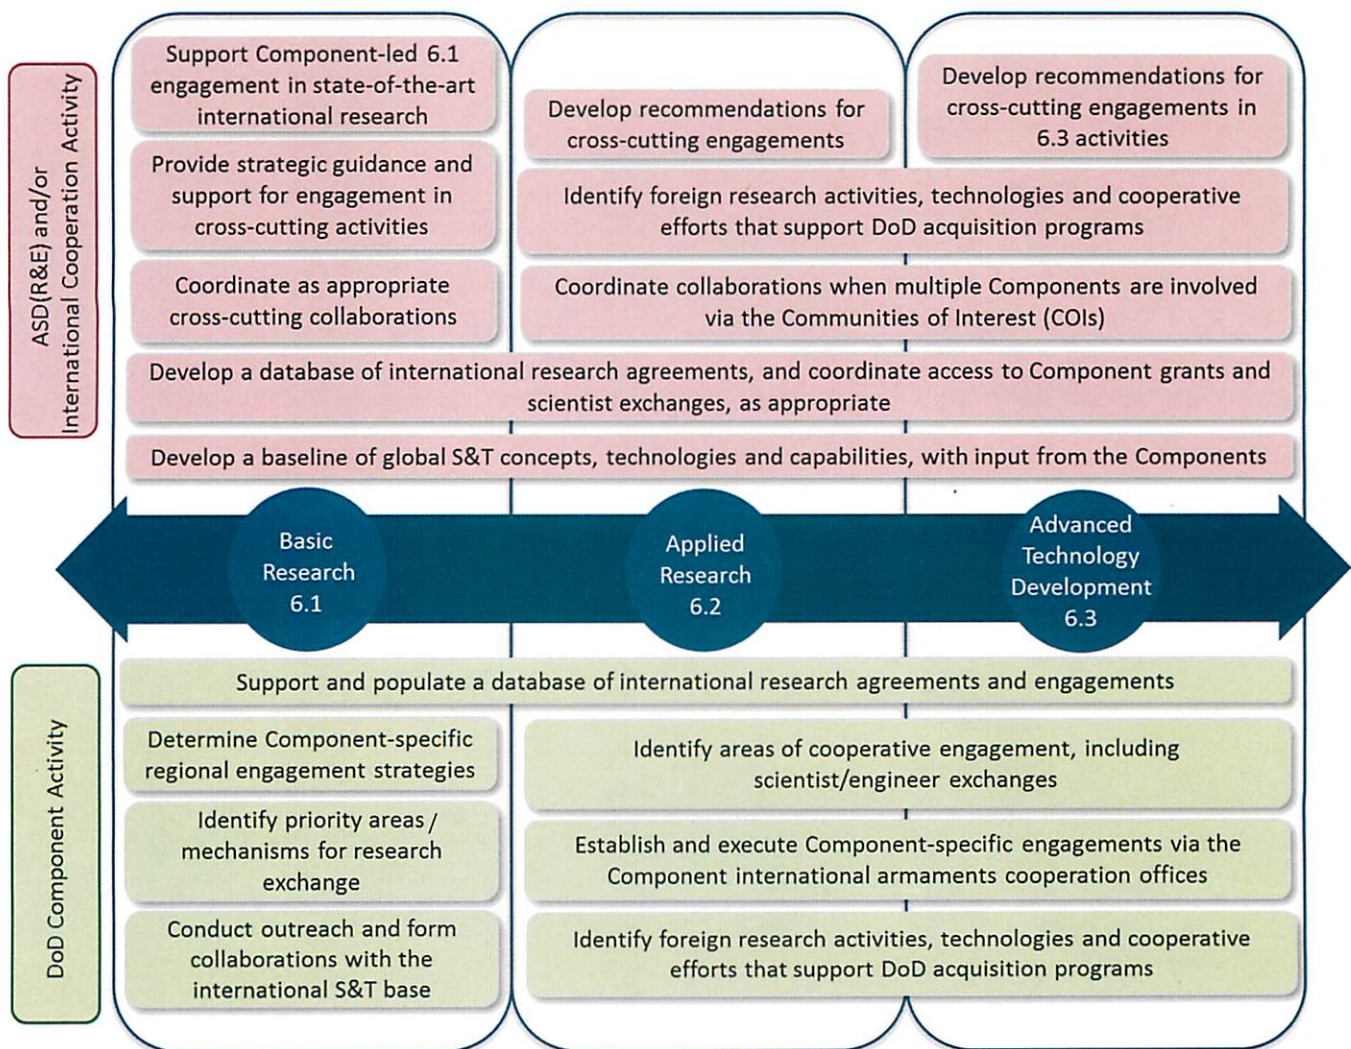 ASD(R&E) and/or
International Cooperation Activity
Support Component-led 6.1
engagement in state-of-the-art
international research
Provide strategic guidance and
support for engagement in
cross-cutting activities
Coordinate as appropriate
cross-cutting collaborations
Develop recommendations for
cross-cutting engagements
Develop recommendations for
cross-cutting engagements in
6.3 activities
Identify foreign research activities, technologies and cooperative
efforts that support DoD acquisition programs
Coordinate collaborations when multiple Components are involved
via the Communities of Interest (COIs)
Develop a database of international research agreements, and coordinate access to Component grants and
scientist exchanges, as appropriate
Develop a baseline of global S&T concepts, technologies and capabilities, with input from the Components
Basic
Research
6.1
Applied
Research
6.2
Advanced
Technology
Development
6.3
DoD Component Activity
Support and populate a database of international research agreements and engagements
Determine Component-specific
regional engagement strategies
Identify priority areas /
mechanisms for research
exchange
Conduct outreach and form
collaborations with the
international S&T base
Identify areas of cooperative engagement, including
scientist/engineer exchanges
Establish and execute Component-specific engagements via the
Component international armaments cooperation offices
Identify foreign research activities, technologies and cooperative
efforts that support DoD acquisition programs